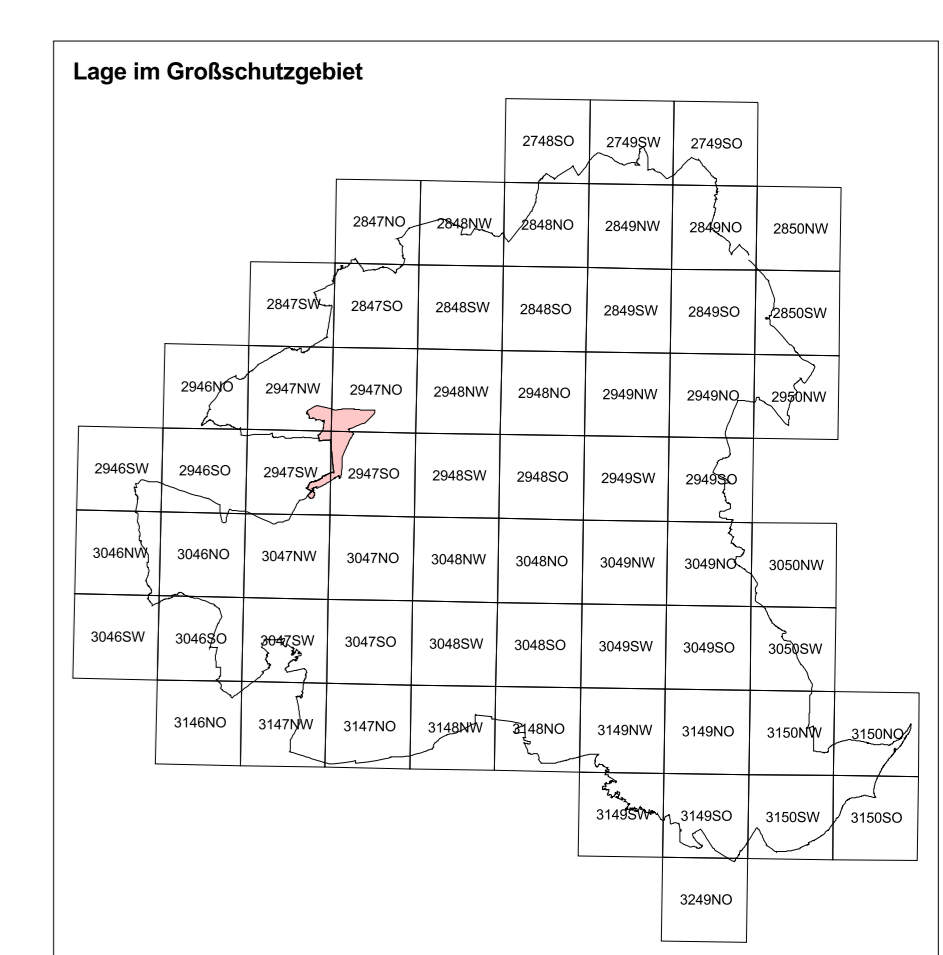 Lage im Großschutzgebiet
2748SO 2749SW 2749SO
2847NO 2848NW 2848NO 2849NW 2849NO 2850NW
2847SW 2847SO 2848SW 2848SO 2849SW 2849SO 2850SW
2946NO 2947NW 2947NO 2948NW 2948NO 2949NW 2949NO 2950NW
2946SW 2946SO 2947SW 2947SO 2948SW 2948SO 2949SW 2949SO
3046NW 3046NO 3047NW 3047NO 3048NW 3048NO 3049NW 3049NO 3050NW
3046SW 3046SO 3047SW 3047SO 3048SW 3048SO 3049SW 3049SO 3050SW
3146NO 3147NW 3147NO 3148NW 3148NO 3149NW 3149NO 3150NW 3150NO
3149SW 3149SO 3150SW 3150SO
3249NO